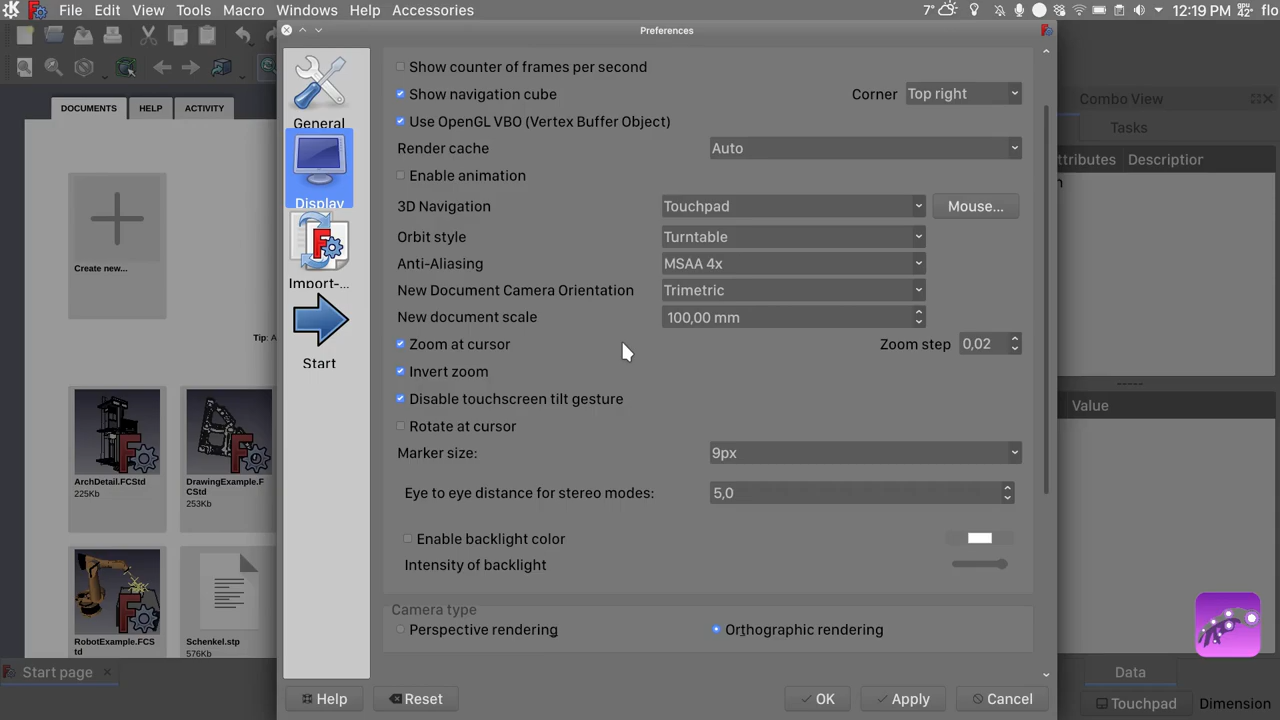 File Edit View Tools Macro Windows Help Accessories
7° 12:19 PM flo
Preferences
DOCUMENTS HELP ACTIVITY
Create new...
Tip: A
ArchDetail.FCStd
225Kb
DrawingExample.F
CStd
253Kb
RobotExample.FCS
td
Schenkel.stp
576Kb
Start page
General
Display
Import-...
Start
Show counter of frames per second
Show navigation cube Corner Top right
Use OpenGL VBO (Vertex Buffer Object)
Render cache Auto
Enable animation
3D Navigation Touchpad Mouse...
Orbit style Turntable
Anti-Aliasing MSAA 4x
New Document Camera Orientation Trimetric
New document scale 100,00 mm
Zoom at cursor Zoom step 0,02
Invert zoom
Disable touchscreen tilt gesture
Rotate at cursor
Marker size: 9px
Eye to eye distance for stereo modes: 5,0
Enable backlight color
Intensity of backlight
Camera type
Perspective rendering Orthographic rendering
Help Reset OK Apply Cancel
Combo View
Tasks
ttributes Descriptior
n
Value
Data
Touchpad Dimension